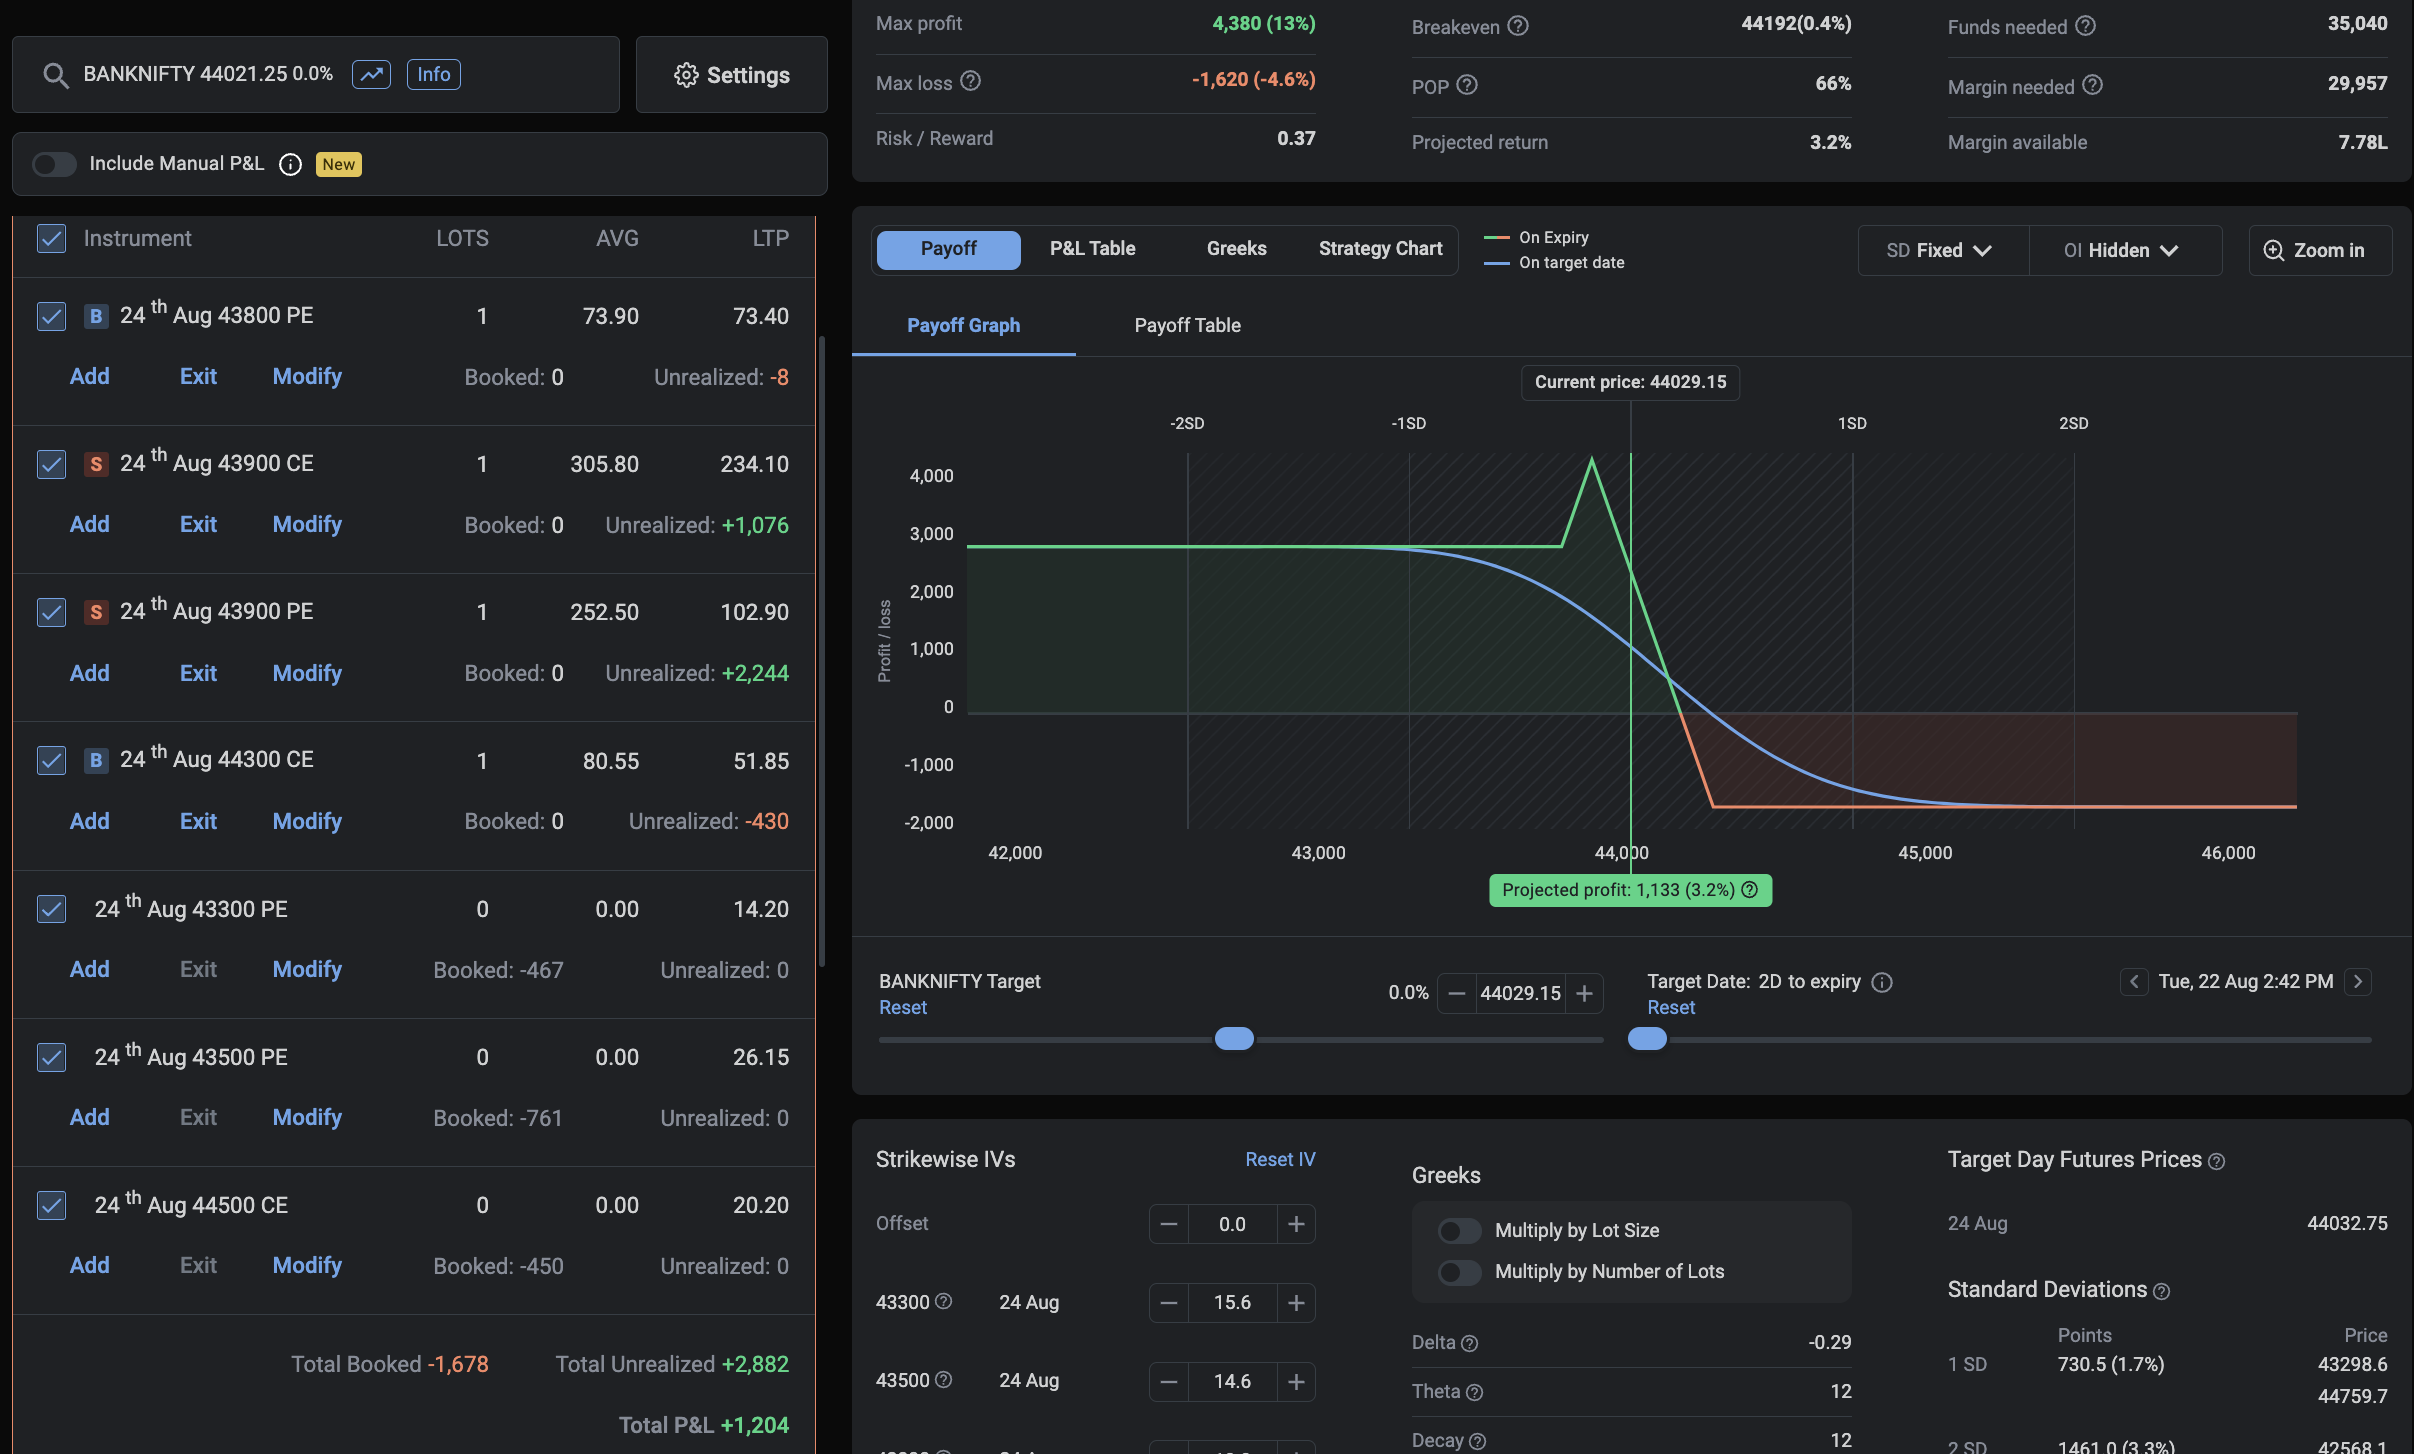 BANKNIFTY 44021.25 0.0% Info
Settings
Include Manual P&L New
Instrument LOTS AVG LTP
B 24 th Aug 43800 PE 1 73.90 73.40
Add Exit Modify Booked: 0 Unrealized: -8
S 24 th Aug 43900 CE 1 305.80 234.10
Add Exit Modify Booked: 0 Unrealized: +1,076
S 24 th Aug 43900 PE 1 252.50 102.90
Add Exit Modify Booked: 0 Unrealized: +2,244
B 24 th Aug 44300 CE 1 80.55 51.85
Add Exit Modify Booked: 0 Unrealized: -430
24 th Aug 43300 PE 0 0.00 14.20
Add Exit Modify Booked: -467 Unrealized: 0
24 th Aug 43500 PE 0 0.00 26.15
Add Exit Modify Booked: -761 Unrealized: 0
24 th Aug 44500 CE 0 0.00 20.20
Add Exit Modify Booked: -450 Unrealized: 0
Total Booked -1,678 Total Unrealized +2,882
Total P&L +1,204
Max profit 4,380 (13%)
Max loss -1,620 (-4.6%)
Risk / Reward 0.37
Breakeven 44192(0.4%)
POP 66%
Projected return 3.2%
Funds needed 35,040
Margin needed 29,957
Margin available 7.78L
Payoff P&L Table Greeks Strategy Chart
On Expiry
On target date
SD Fixed OI Hidden
Zoom in
Payoff Graph Payoff Table
Current price: 44029.15
-2SD -1SD 1SD 2SD
4,000
3,000
2,000
1,000
0
-1,000
-2,000
Profit / loss
42,000 43,000 44,000 45,000 46,000
Projected profit: 1,133 (3.2%)
BANKNIFTY Target 0.0% 44029.15
Reset
Target Date: 2D to expiry Tue, 22 Aug 2:42 PM
Reset
Strikewise IVs Reset IV
Offset 0.0
43300 24 Aug 15.6
43500 24 Aug 14.6
Greeks
Multiply by Lot Size
Multiply by Number of Lots
Delta -0.29
Theta 12
Decay 12
Target Day Futures Prices
24 Aug 44032.75
Standard Deviations
Points Price
1 SD 730.5 (1.7%) 43298.6
44759.7
2 SD 1461.0 (3.3%) 42568.1